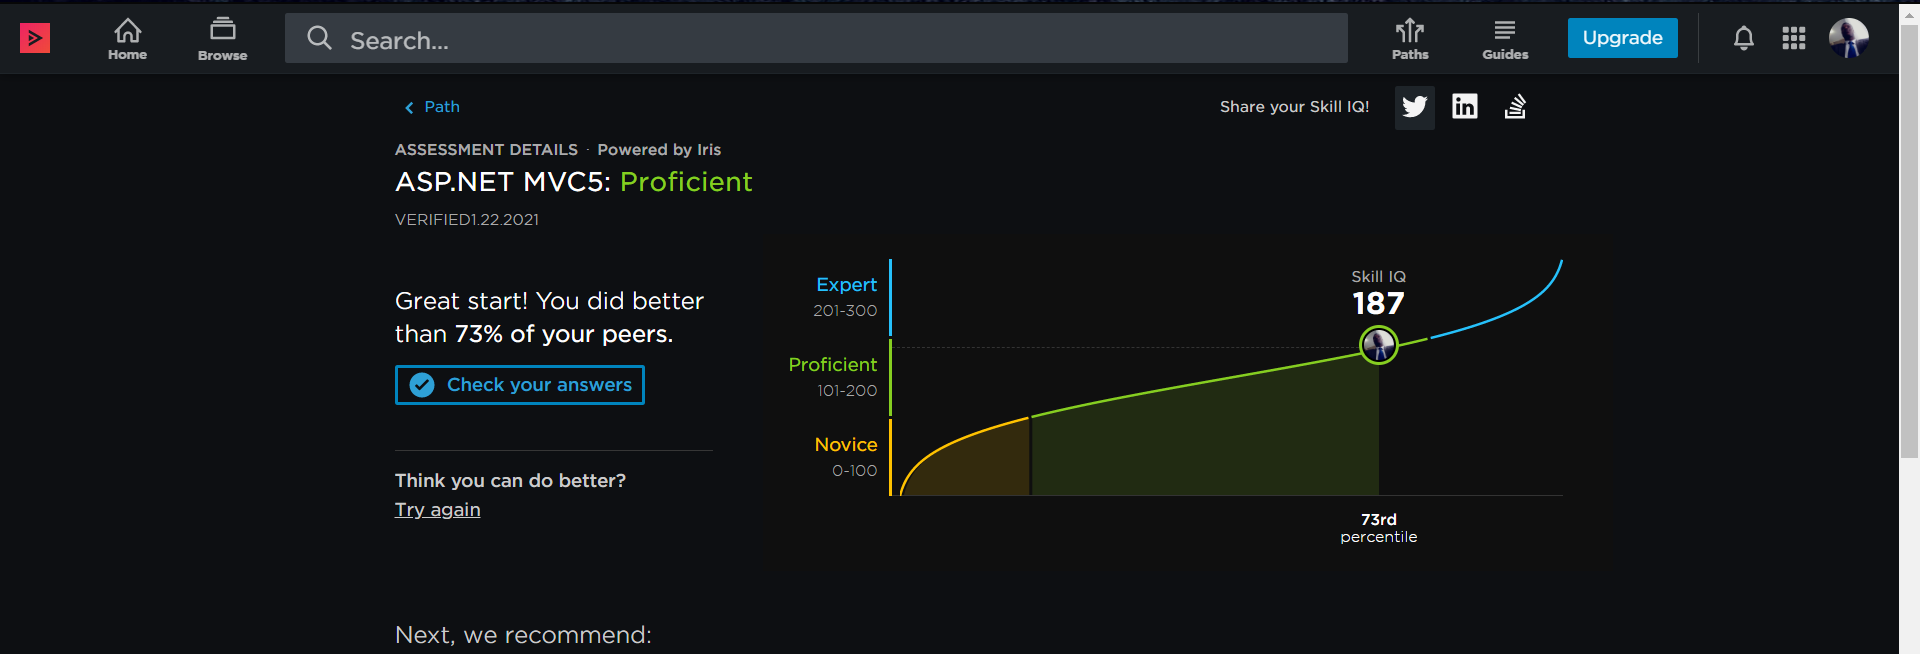 Home
Browse
Search...
Paths
Guides
Upgrade
Path
Share your Skill IQ!
ASSESSMENT DETAILS · Powered by Iris
ASP.NET MVC5: Proficient
VERIFIED1.22.2021
Great start! You did better
than 73% of your peers.
Check your answers
Think you can do better?
Try again
Expert
201-300
Proficient
101-200
Novice
0-100
Skill IQ
187
73rd
percentile
Next, we recommend: